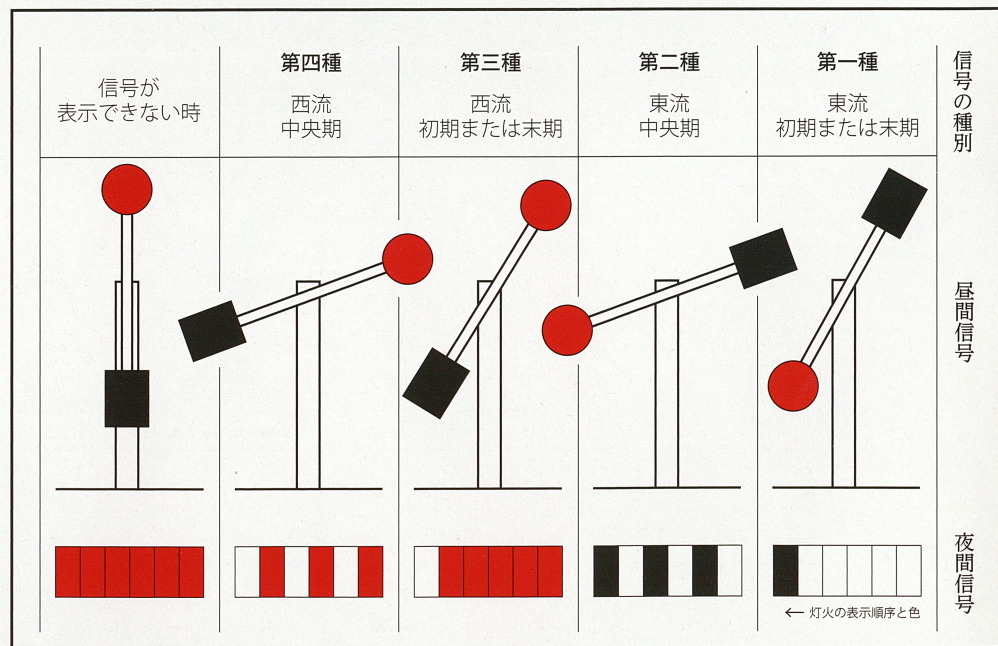 信号の種別
第一種
東流
初期または末期
第二種
東流
中央期
第三種
西流
初期または末期
第四種
西流
中央期
信号が
表示できない時
昼間信号
夜間信号
← 灯火の表示順序と色